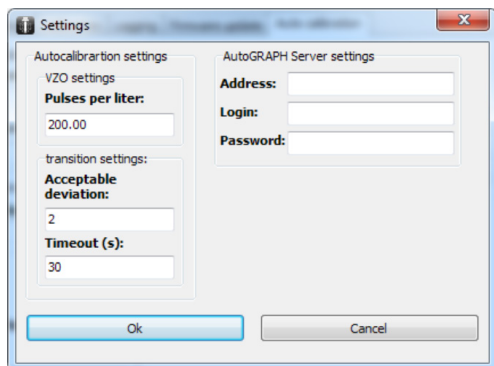 Settings
Autocalibrartion settings
VZO settings
Pulses per liter:
200.00
transition settings:
Acceptable
deviation:
2
Timeout (s):
30
AutoGRAPH Server settings
Address:
Login:
Password:
Ok
Cancel